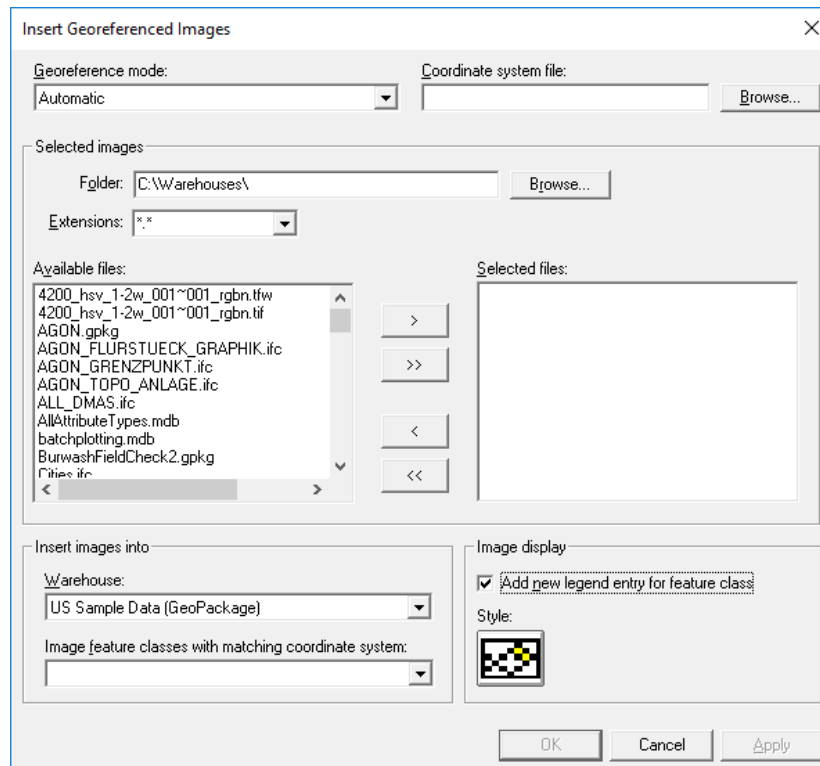 Insert Georeferenced Images
Georeference mode:
Coordinate system file:
Automatic
Browse...
Selected images
Folder:
C:\Warehouses\
Browse...
Extensions:
*.*
Available files:
Selected files:
4200_hsv_1-2w_001~001_rgbn.tfw
4200_hsv_1-2w_001~001_rgbn.tif
AGON.gpkg
AGON_FLURSTUECK_GRAPHIK.ifc
AGON_GRENZPUNKT.ifc
AGON_TOPO_ANLAGE.ifc
ALL_DMAS.ifc
AllAttributeTypes.mdb
batchplotting.mdb
BurwashFieldCheck2.gpkg
Cities.ifc
>
>>
<
<<
Insert images into
Warehouse:
US Sample Data (GeoPackage)
Image feature classes with matching coordinate system:
Image display
Add new legend entry for feature class
Style:
OK
Cancel
Apply